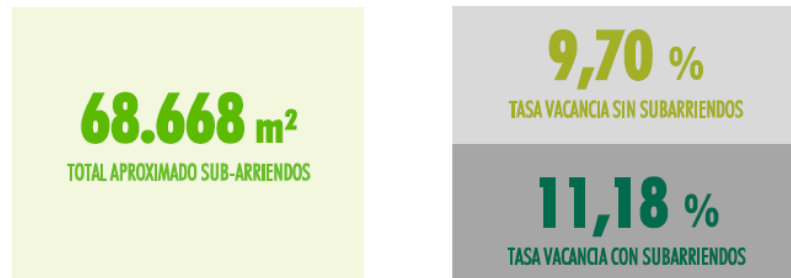 68.668 m²
TOTAL APROXIMADO SUB-ARRIENDOS
9,70 %
TASA VACANCIA SIN SUBARRIENDOS
11,18 %
TASA VACANCIA CON SUBARRIENDOS